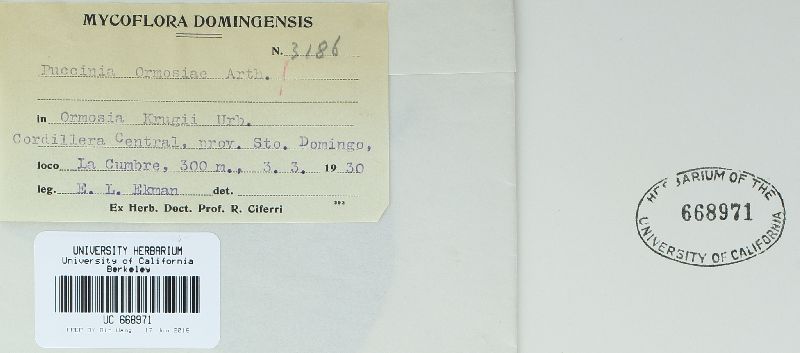 MYCOFLORA DOMINGENSIS
N. 3186
Puccinia Ormosiae Arth.
in Ormosia Krugii Urb.
Cordillera Central, prov. Sto. Domingo,
loco La Cumbre, 300 m., 3. 3. 1930
leg. E. L. Ekman det.
Ex Herb. Doct. Prof. R. Ciferri
UNIVERSITY HERBARIUM
University of California
Berkeley
UC 668971
HERBARIUM OF THE
668971
UNIVERSITY OF CALIFORNIA